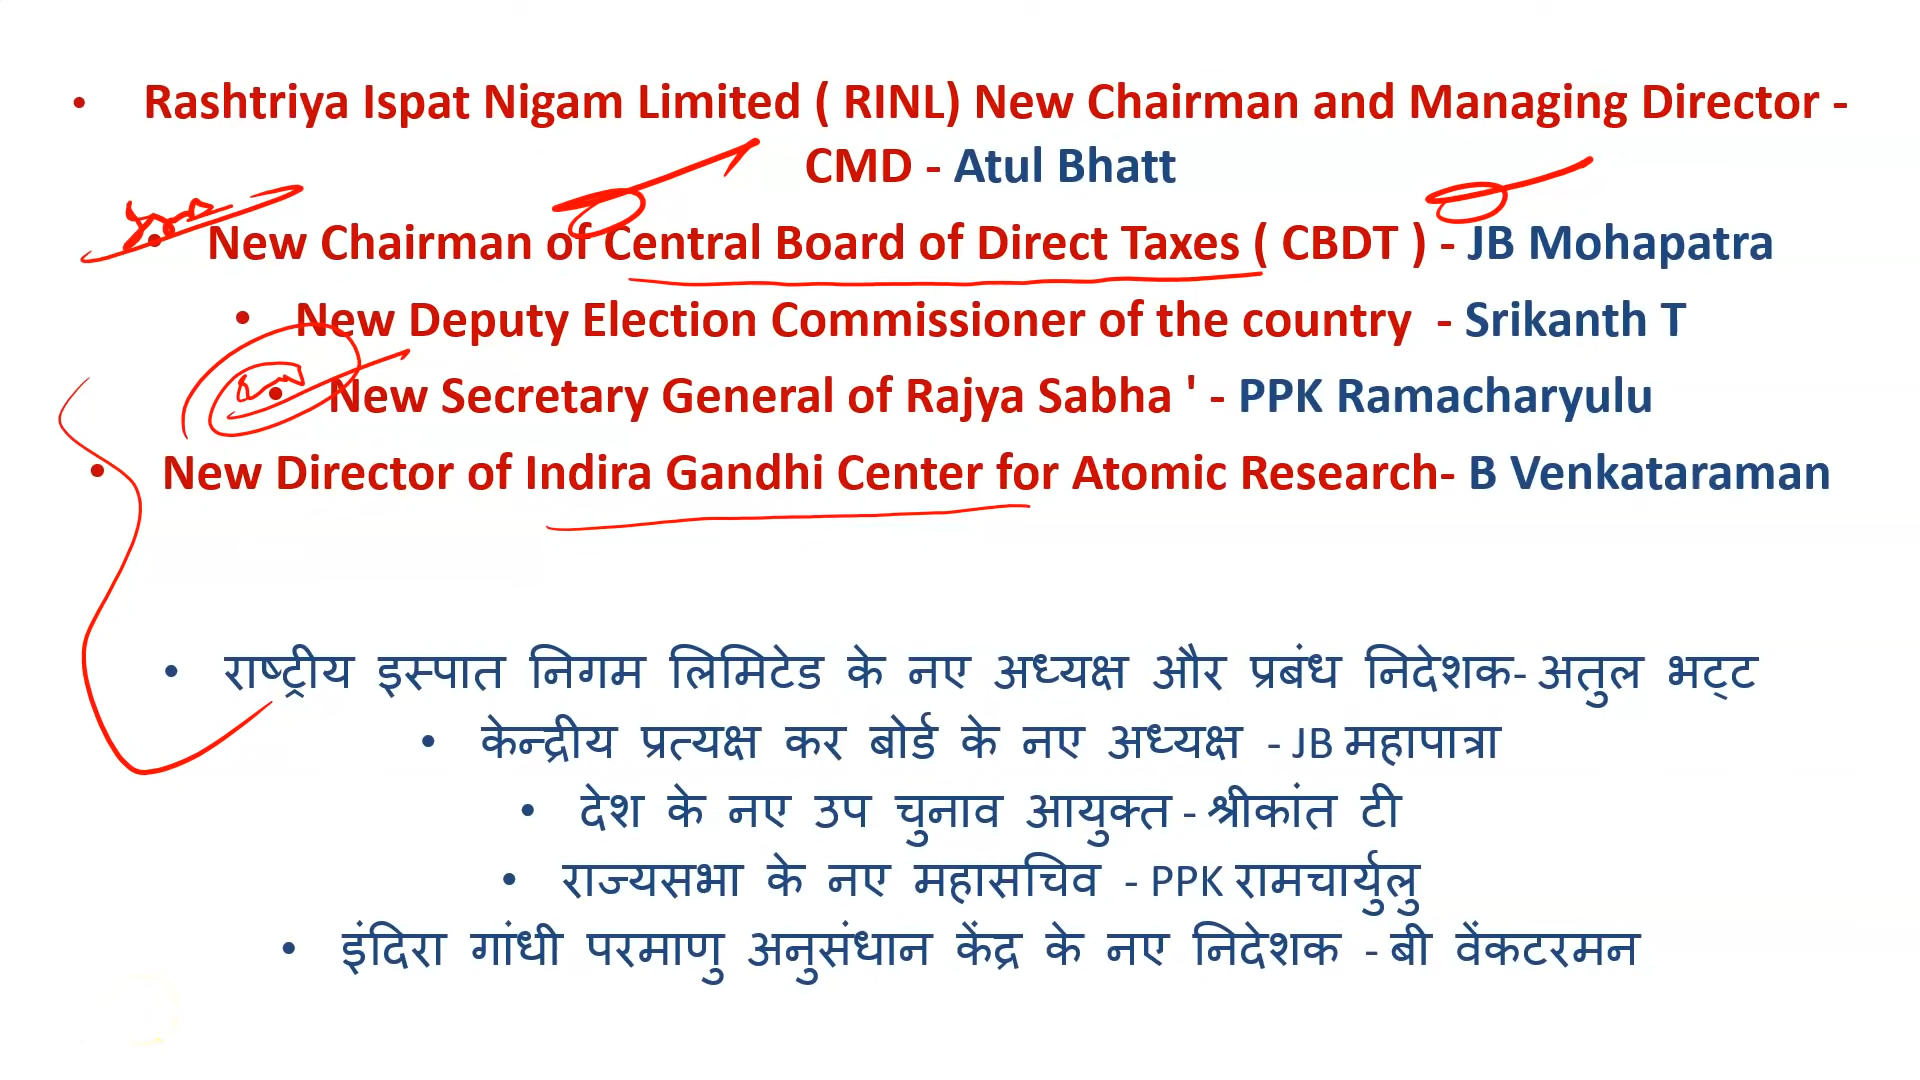 • Rashtriya Ispat Nigam Limited ( RINL) New Chairman and Managing Director -
CMD - Atul Bhatt
• New Chairman of Central Board of Direct Taxes ( CBDT ) - JB Mohapatra
• New Deputy Election Commissioner of the country - Srikanth T
• New Secretary General of Rajya Sabha ' - PPK Ramacharyulu
• New Director of Indira Gandhi Center for Atomic Research- B Venkataraman
• राष्ट्रीय इस्पात निगम लिमिटेड के नए अध्यक्ष और प्रबंध निदेशक- अतुल भट्ट
• केन्द्रीय प्रत्यक्ष कर बोर्ड के नए अध्यक्ष - JB महापात्रा
• देश के नए उप चुनाव आयुक्त - श्रीकांत टी
• राज्यसभा के नए महासचिव - PPK रामचार्युलु
• इंदिरा गांधी परमाणु अनुसंधान केंद्र के नए निदेशक - बी वेंकटरमन